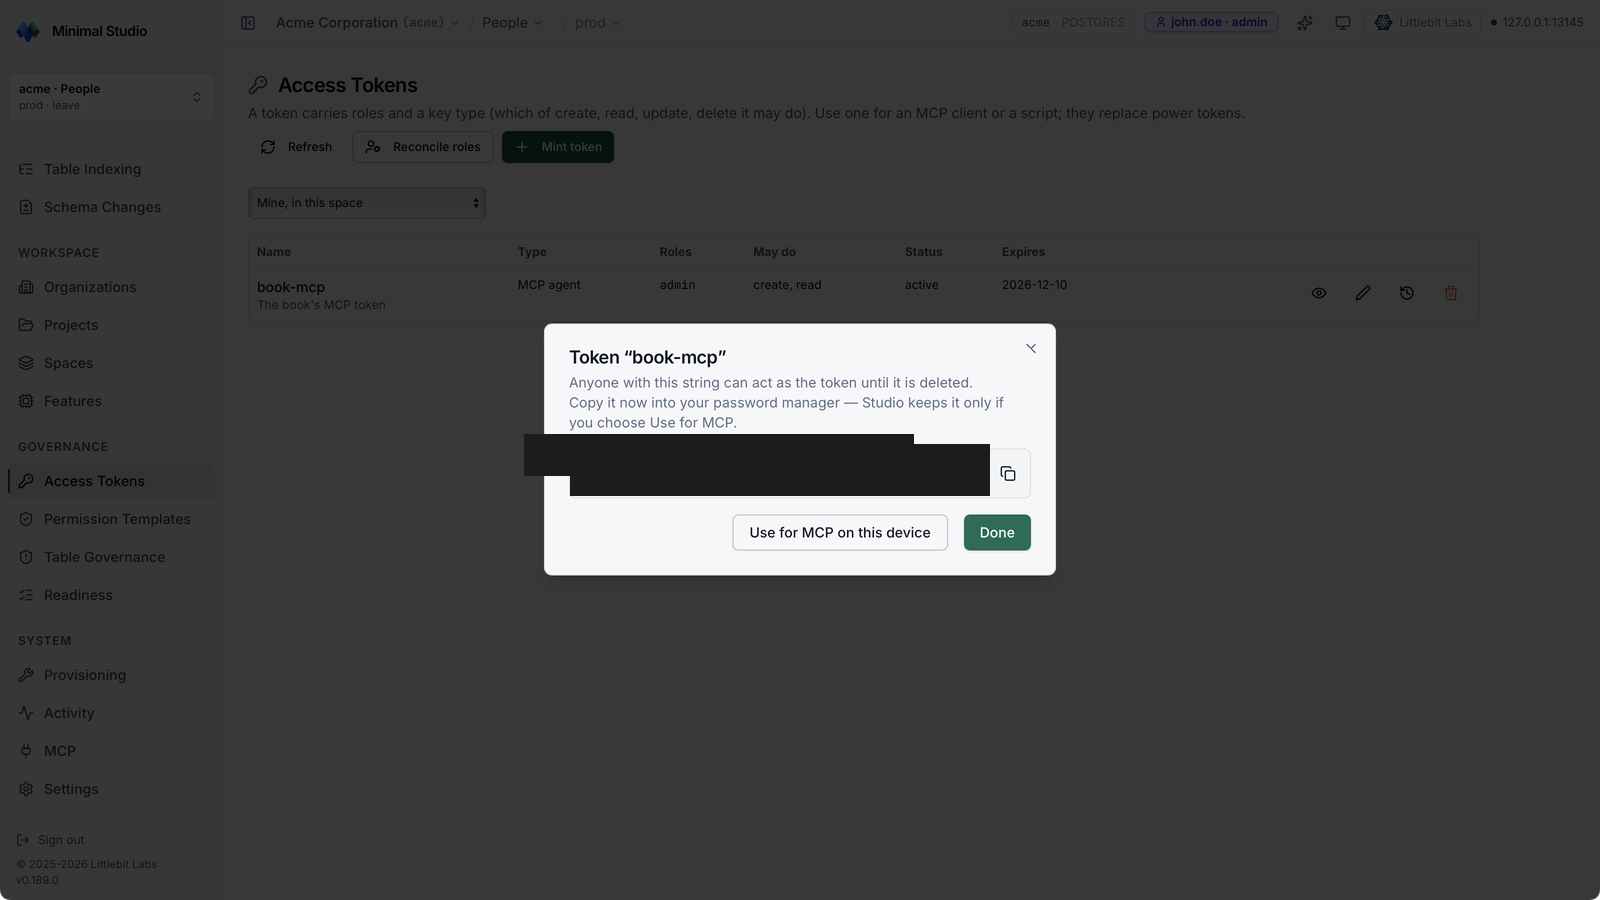 Minimal Studio
Acme Corporation (acme)
/ People
/ prod
acme · POSTGRES
john.doe · admin
Littlebit Labs
127.0.0.1:13145
acme · People
prod · leave
Table Indexing
Schema Changes
WORKSPACE
Organizations
Projects
Spaces
Features
GOVERNANCE
Access Tokens
Permission Templates
Table Governance
Readiness
SYSTEM
Provisioning
Activity
MCP
Settings
Sign out
© 2025-2026 Littlebit Labs ·
v0.189.0
Access Tokens
A token carries roles and a key type (which of create, read, update, delete it may do). Use one for an MCP client or a script; they replace power tokens.
Refresh
Reconcile roles
Mint token
Mine, in this space
Name Type Roles May do Status Expires
book-mcp MCP agent admin create, read active 2026-12-10
The book's MCP token
Token “book-mcp”
Anyone with this string can act as the token until it is deleted.
Copy it now into your password manager — Studio keeps it only if
you choose Use for MCP.
Use for MCP on this device
Done